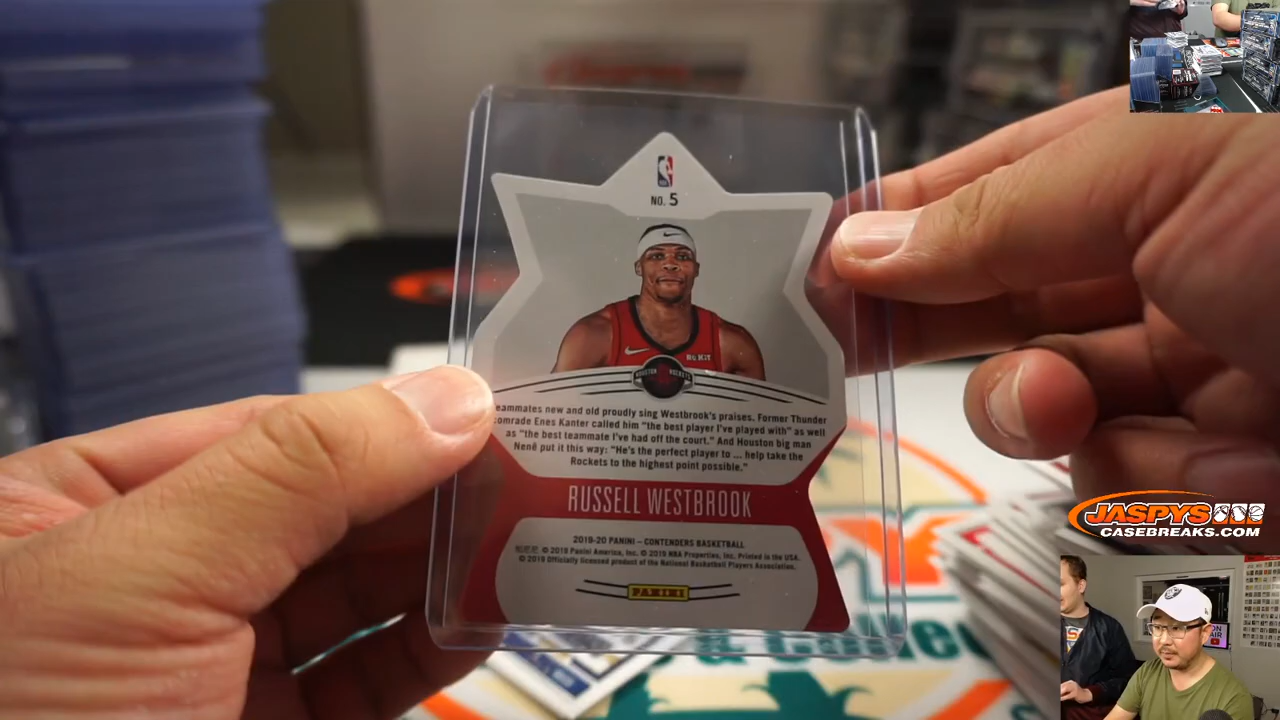 NO. 5
HOUSTON ROCKETS
eammates new and old proudly sing Westbrook's praises. Former Thunder
comrade Enes Kanter called him "the best player I've played with" as well
as "the best teammate I've had off the court." And Houston big man
Nenê put it this way: "He's the perfect player to ... help take the
Rockets to the highest point possible."
RUSSELL WESTBROOK
2019-20 PANINI – CONTENDERS BASKETBALL
© 2019 Panini America, Inc. © 2019 NBA Properties, Inc. Printed in the USA.
© 2019 Officially licensed product of the National Basketball Players Association.
PANINI
JASPYS
CASEBREAKS.COM